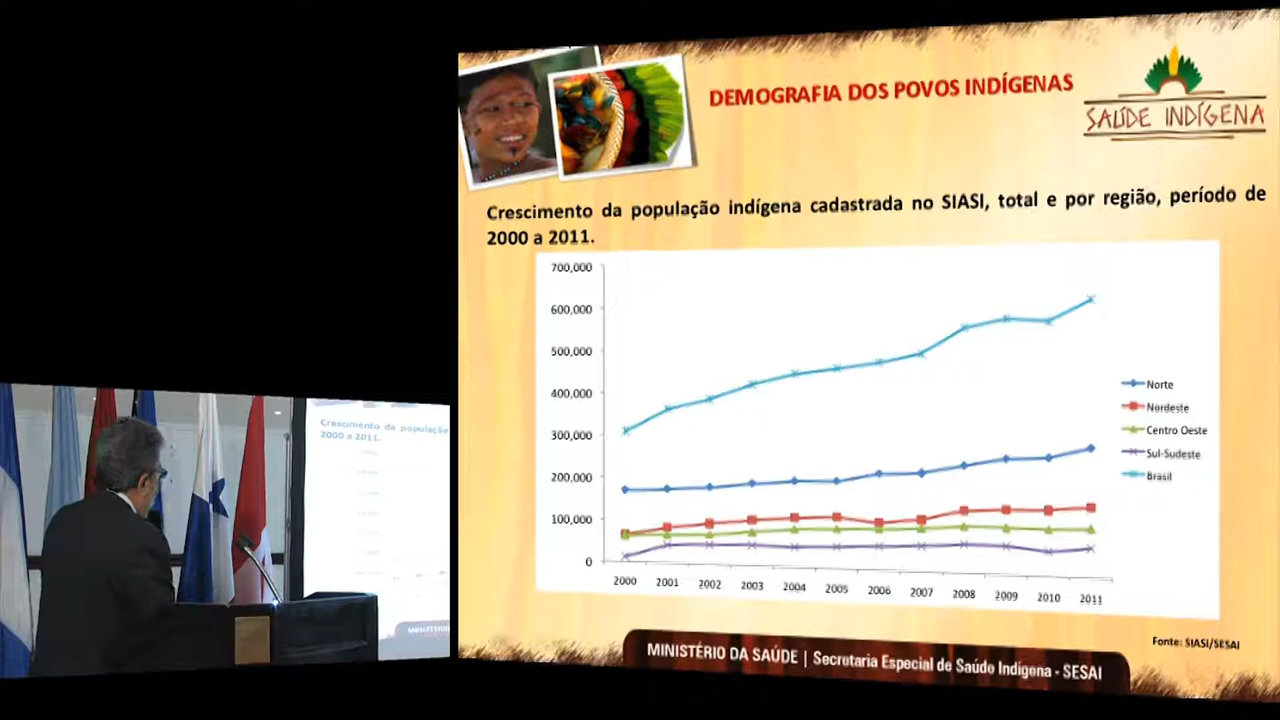 DEMOGRAFIA DOS POVOS INDÍGENAS
SAÚDE INDÍGENA
Crescimento da população indígena cadastrada no SIASI, total e por região, período de
2000 a 2011.
700,000
600,000
500,000
400,000
300,000
200,000
100,000
0
2000 2001 2002 2003 2004 2005 2006 2007 2008 2009 2010 2011
Norte
Nordeste
Centro Oeste
Sul-Sudeste
Brasil
Fonte: SIASI/SESAI
MINISTÉRIO DA SAÚDE | Secretaria Especial de Saúde Indígena - SESAI
Crescimento da população
2000 a 2011.